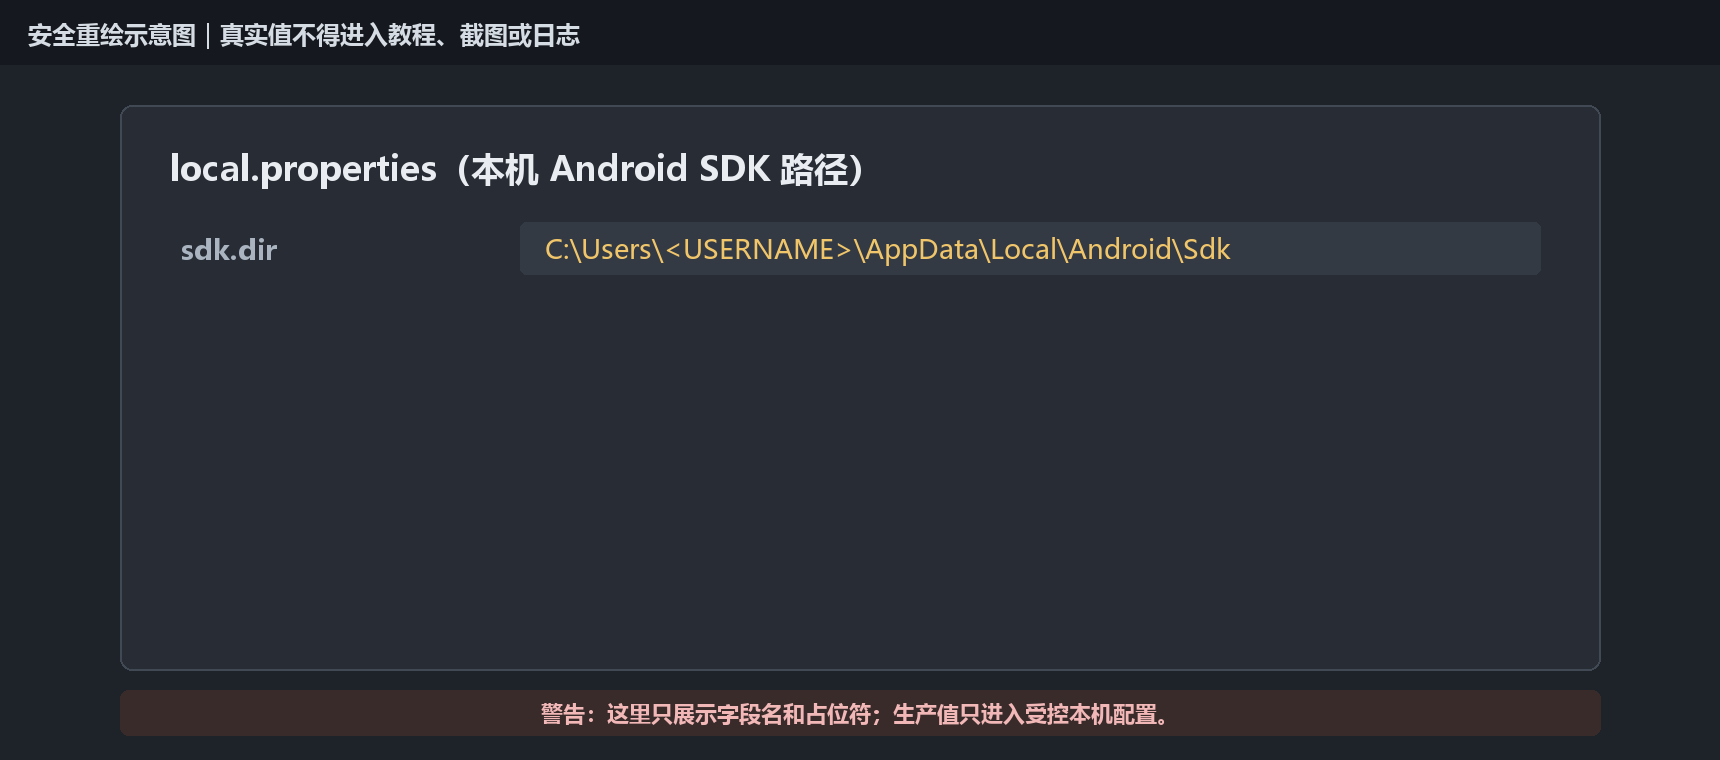 安全重绘示意图｜真实值不得进入教程、截图或日志
local.properties（本机 Android SDK 路径）
sdk.dir
C:\Users\<USERNAME>\AppData\Local\Android\Sdk
警告：这里只展示字段名和占位符；生产值只进入受控本机配置。